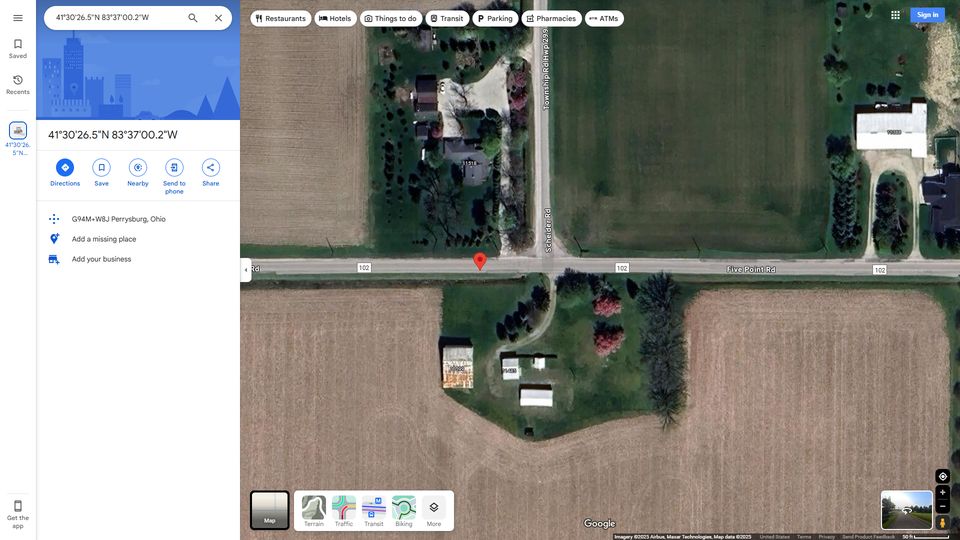 41°30'26.5"N 83°37'00.2"W
Restaurants
Hotels
Things to do
Transit
Parking
Pharmacies
ATMs
Sign in
Saved
Recents
41°30'26.
5"N...
41°30'26.5"N 83°37'00.2"W
Directions
Save
Nearby
Send to
phone
Share
G94M+W8J Perrysburg, Ohio
Add a missing place
Add your business
Get the
app
Township Rd Hwp 299
Scheider Rd
11518
Rd
102
102
Five Point Rd
102
Map
Terrain
Traffic
Transit
Biking
More
Google
Imagery ©2025 Airbus, Maxar Technologies, Map data ©2025
United States
Terms
Privacy
Send Product Feedback
50 ft